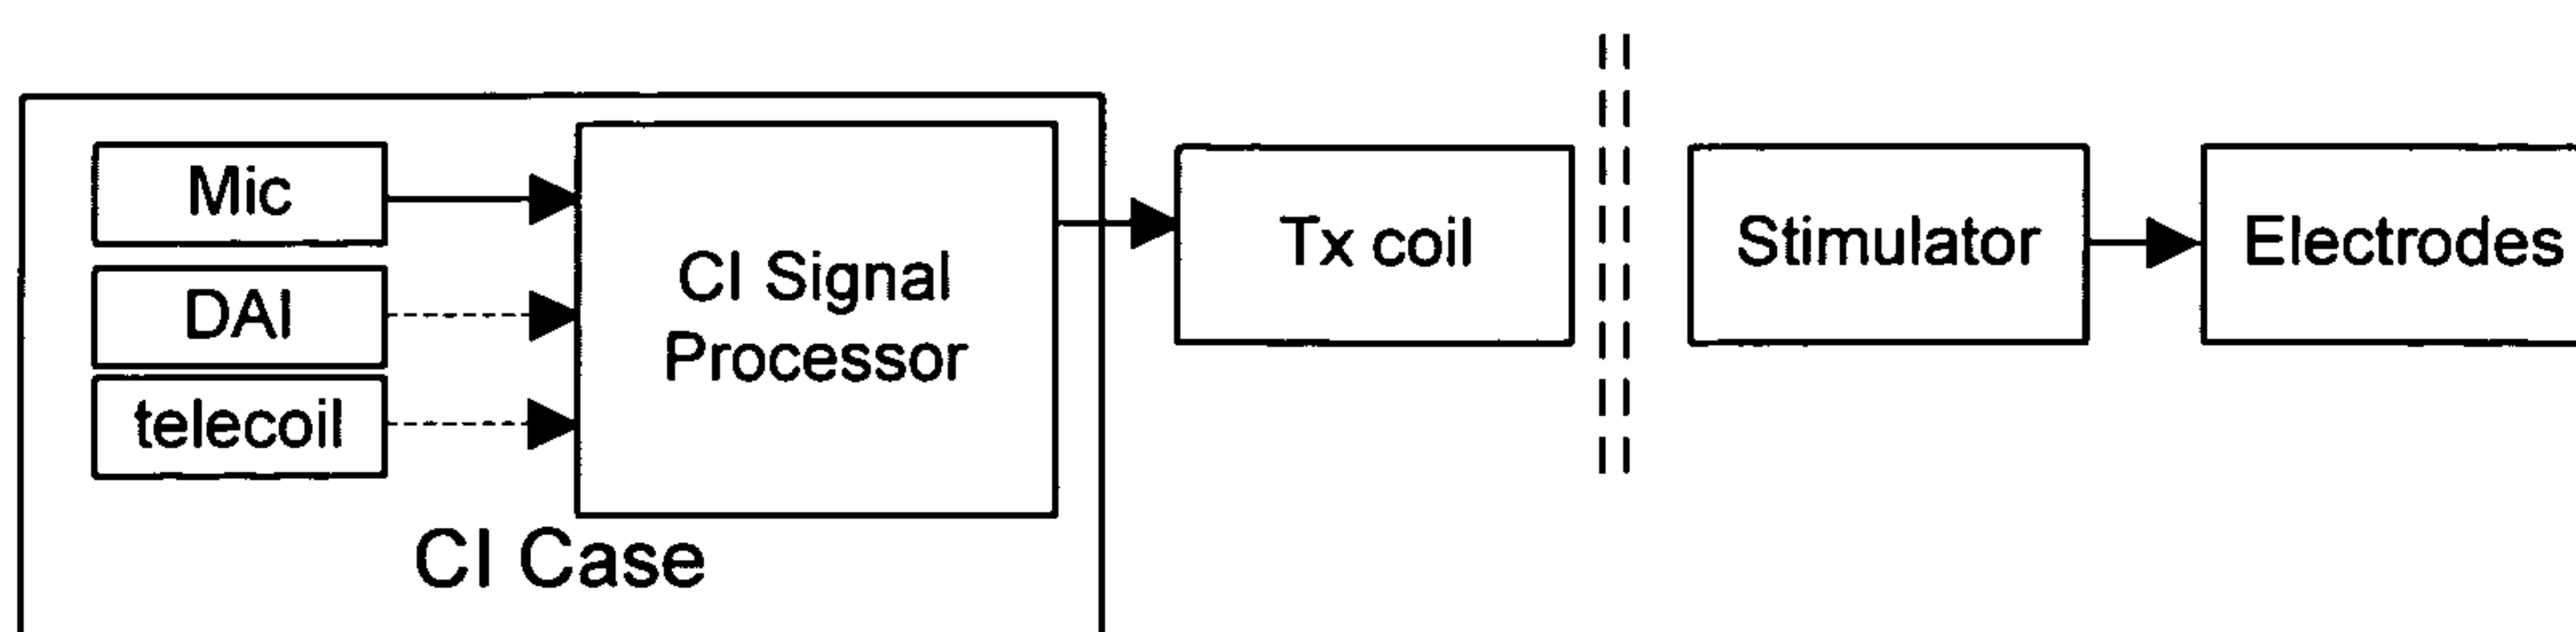 Mic
DAI
telecoil
CI Signal
Processor
CI Case
Tx coil
Stimulator
Electrodes